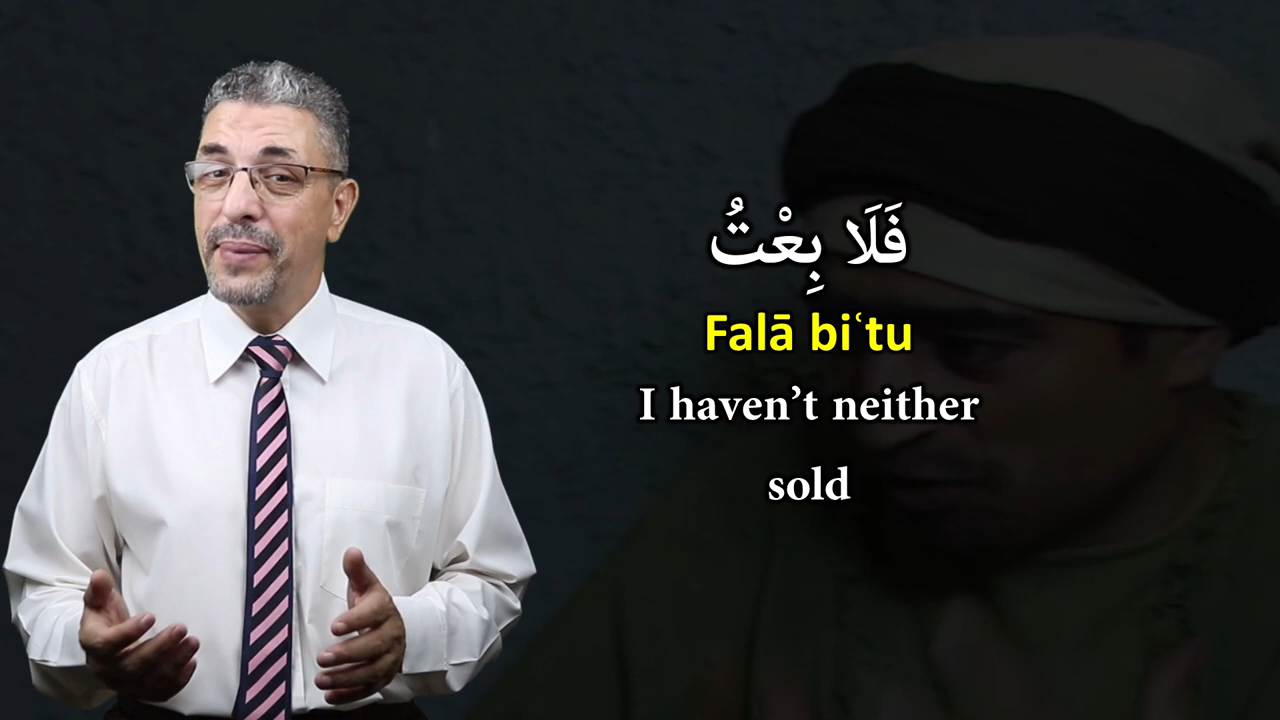 فَلَا بِعْتُ
Falā biʿtu
I haven’t neither
sold